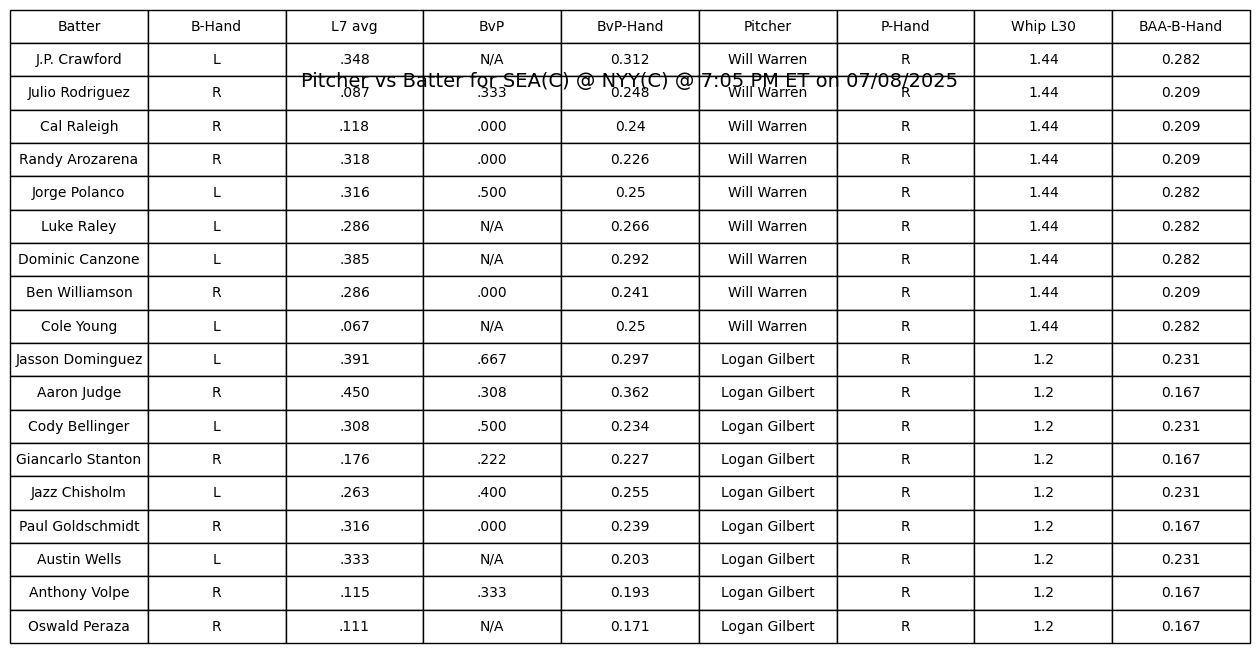 Batter B-Hand L7 avg BvP BvP-Hand Pitcher P-Hand Whip L30 BAA-B-Hand
J.P. Crawford L .348 N/A 0.312 Will Warren R 1.44 0.282
Pitcher vs Batter for SEA(C) @ NYY(C) @ 7:05 PM ET on 07/08/2025
Julio Rodriguez R .087 .333 0.248 Will Warren R 1.44 0.209
Cal Raleigh R .118 .000 0.24 Will Warren R 1.44 0.209
Randy Arozarena R .318 .000 0.226 Will Warren R 1.44 0.209
Jorge Polanco L .316 .500 0.25 Will Warren R 1.44 0.282
Luke Raley L .286 N/A 0.266 Will Warren R 1.44 0.282
Dominic Canzone L .385 N/A 0.292 Will Warren R 1.44 0.282
Ben Williamson R .286 .000 0.241 Will Warren R 1.44 0.209
Cole Young L .067 N/A 0.25 Will Warren R 1.44 0.282
Jasson Dominguez L .391 .667 0.297 Logan Gilbert R 1.2 0.231
Aaron Judge R .450 .308 0.362 Logan Gilbert R 1.2 0.167
Cody Bellinger L .308 .500 0.234 Logan Gilbert R 1.2 0.231
Giancarlo Stanton R .176 .222 0.227 Logan Gilbert R 1.2 0.167
Jazz Chisholm L .263 .400 0.255 Logan Gilbert R 1.2 0.231
Paul Goldschmidt R .316 .000 0.239 Logan Gilbert R 1.2 0.167
Austin Wells L .333 N/A 0.203 Logan Gilbert R 1.2 0.231
Anthony Volpe R .115 .333 0.193 Logan Gilbert R 1.2 0.167
Oswald Peraza R .111 N/A 0.171 Logan Gilbert R 1.2 0.167